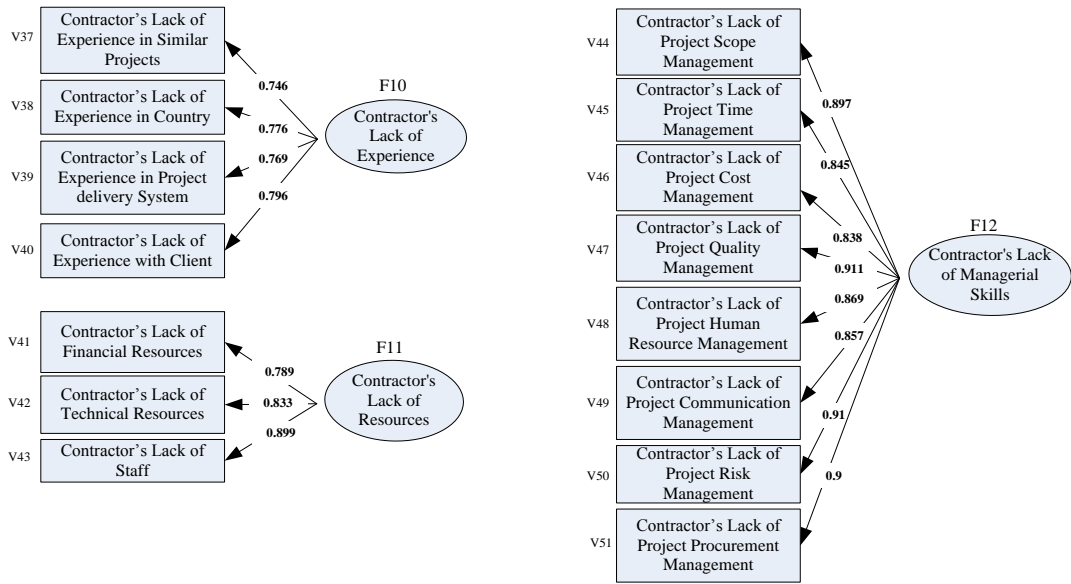 V37
Contractor’s Lack of
Experience in Similar
Projects
V38
Contractor’s Lack of
Experience in Country
V39
Contractor’s Lack of
Experience in Project
delivery System
V40
Contractor’s Lack of
Experience with Client
0.746
0.776
0.769
0.796
F10
Contractor's
Lack of
Experience
V41
Contractor’s Lack of
Financial Resources
V42
Contractor’s Lack of
Technical Resources
V43
Contractor’s Lack of
Staff
0.789
0.833
0.899
F11
Contractor's
Lack of
Resources
V44
Contractor’s Lack of
Project Scope
Management
V45
Contractor’s Lack of
Project Time
Management
V46
Contractor’s Lack of
Project Cost
Management
V47
Contractor’s Lack of
Project Quality
Management
V48
Contractor’s Lack of
Project Human
Resource Management
V49
Contractor’s Lack of
Project Communication
Management
V50
Contractor’s Lack of
Project Risk
Management
V51
Contractor’s Lack of
Project Procurement
Management
0.897
0.845
0.838
0.911
0.869
0.857
0.91
0.9
F12
Contractor's Lack
of Managerial
Skills